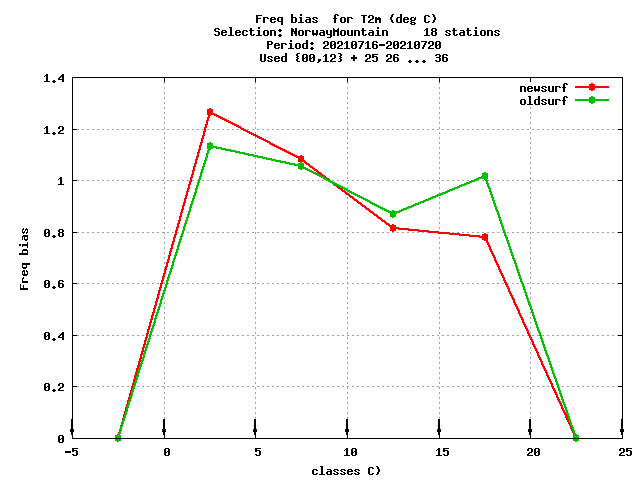 Freq bias  for T2m (deg C)
Selection: NorwayMountain     18 stations
Period: 20210716-20210720
Used {00,12} + 25 26 ... 36
newsurf
oldsurf
1.4
1.2
1
0.8
0.6
0.4
0.2
0
Freq bias
-5 0 5 10 15 20 25
classes C)